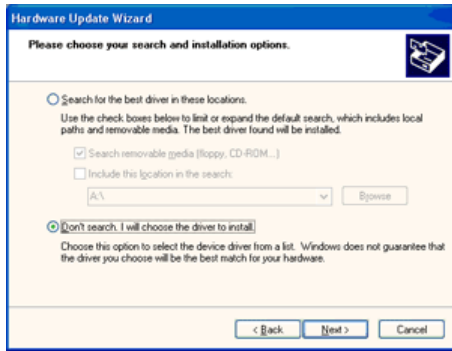 Hardware Update Wizard
Please choose your search and installation options.
Search for the best driver in these locations.
Use the check boxes below to limit or expand the default search, which includes local
paths and removable media. The best driver found will be installed.
Search removable media (floppy, CD-ROM...)
Include this location in the search:
A:\
Browse
Don't search. I will choose the driver to install.
Choose this option to select the device driver from a list. Windows does not guarantee that
the driver you choose will be the best match for your hardware.
< Back Next > Cancel